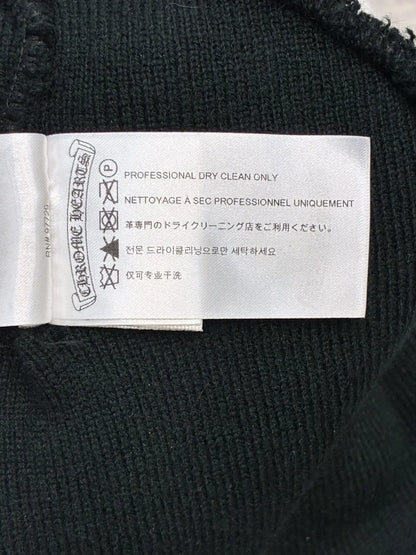 PROFESSIONAL DRY CLEAN ONLY
NETTOYAGE À SEC PROFESSIONNEL UNIQUEMENT
革専門のドライクリーニング店をご利用ください。
전문 드라이클리닝으로만 세탁하세요
仅可专业干洗
CHROME HEARTS
RN# 97729
P